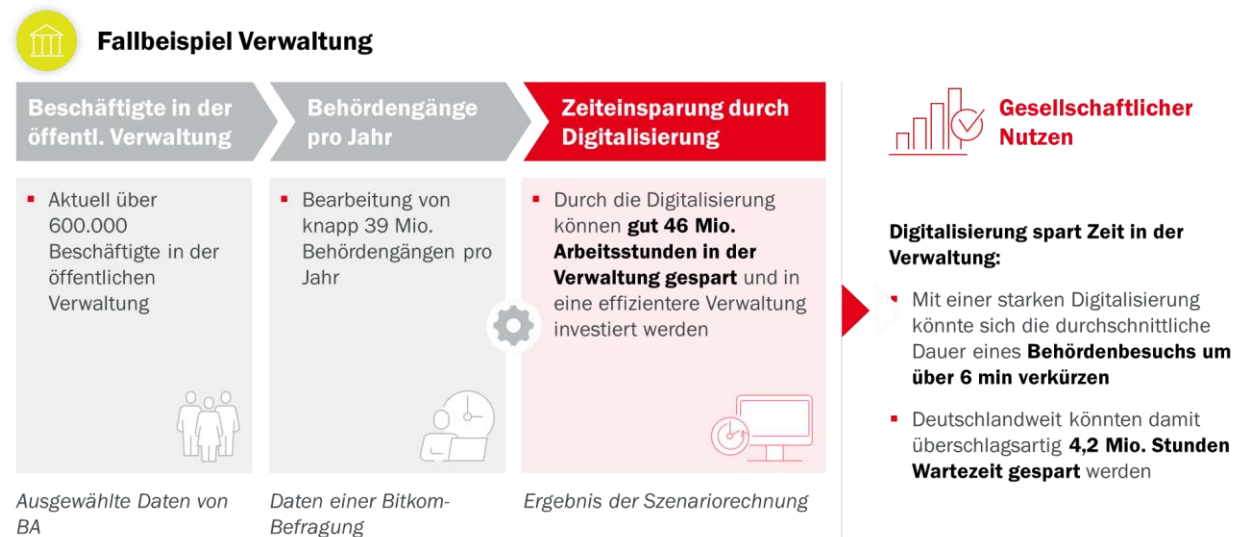 Fallbeispiel Verwaltung
Beschäftigte in der
öffentl. Verwaltung
Behördengänge
pro Jahr
Zeiteinsparung durch
Digitalisierung
Gesellschaftlicher
Nutzen
Aktuell über
600.000
Beschäftigte in der
öffentlichen
Verwaltung
Bearbeitung von
knapp 39 Mio.
Behördengängen pro
Jahr
Durch die Digitalisierung
können gut 46 Mio.
Arbeitsstunden in der
Verwaltung gespart und in
eine effizientere Verwaltung
investiert werden
Digitalisierung spart Zeit in der
Verwaltung:
Mit einer starken Digitalisierung
könnte sich die durchschnittliche
Dauer eines Behördenbesuchs um
über 6 min verkürzen
Deutschlandweit könnten damit
überschlagsartig 4,2 Mio. Stunden
Wartezeit gespart werden
Ausgewählte Daten von
BA
Daten einer Bitkom-
Befragung
Ergebnis der Szenariorechnung